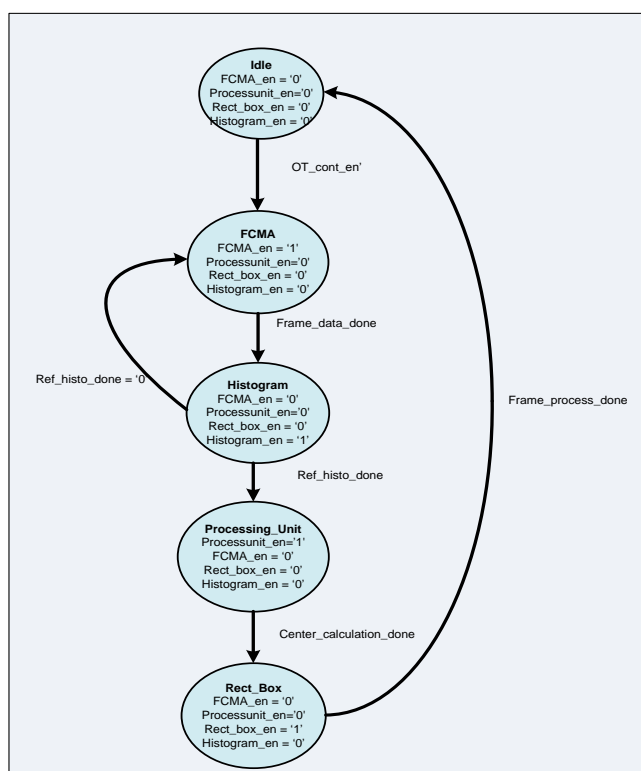 Idle
FCMA_en = ‘0’
Processunit_en=’0’
Rect_box_en = ‘0’
Histogram_en = ‘0’
OT_cont_en’
FCMA
FCMA_en = ‘1’
Processunit_en=’0’
Rect_box_en = ‘0’
Histogram_en = ‘0’
Frame_data_done
Ref_histo_done = ‘0’
Histogram
FCMA_en = ‘0’
Processunit_en=’0’
Rect_box_en = ‘0’
Histogram_en = ‘1’
Frame_process_done
Ref_histo_done
Processing_Unit
Processunit_en=’1’
FCMA_en = ‘0’
Rect_box_en = ‘0’
Histogram_en = ‘0’
Center_calculation_done
Rect_Box
FCMA_en = ‘0’
Processunit_en=’0’
Rect_box_en = ‘1’
Histogram_en = ‘0’